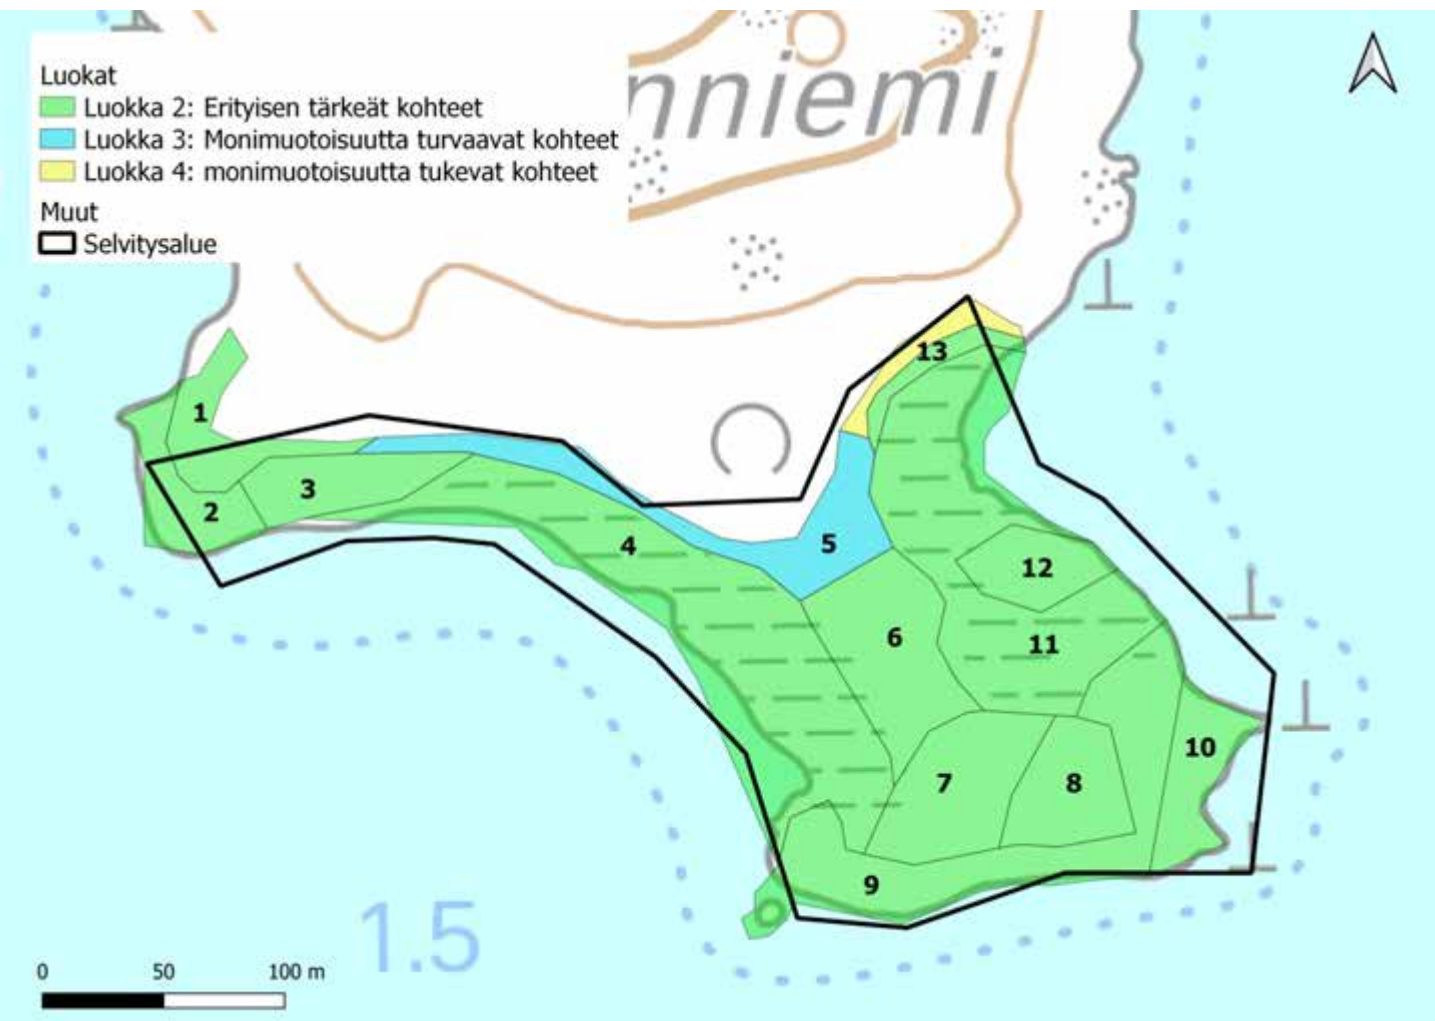 Luokat
Luokka 2: Erityisen tärkeät kohteet
Luokka 3: Monimuotoisuutta turvaavat kohteet
Luokka 4: monimuotoisuutta tukevat kohteet
Muut
Selvitysalue
nniemi
13
1
3
2
4
5
12
6
11
10
7
8
9
1.5
0 50 100 m